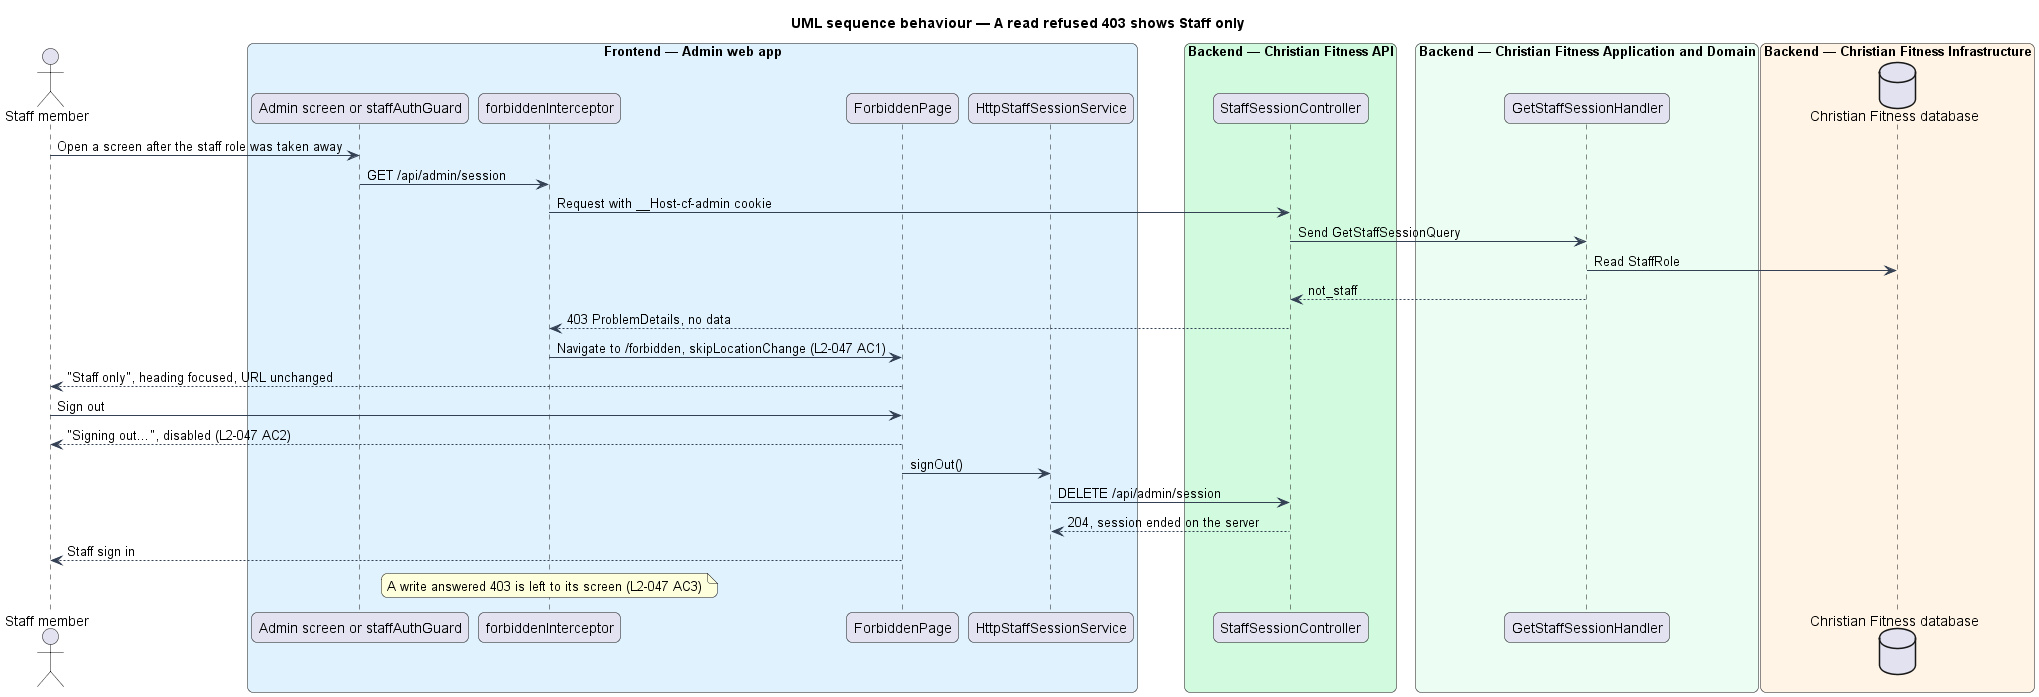 UML sequence behaviour — A read refused 403 shows Staff only
Frontend — Admin web app
Backend — Christian Fitness API
Backend — Christian Fitness Application and Domain
Backend — Christian Fitness Infrastructure
Staff member
Admin screen or staffAuthGuard
forbiddenInterceptor
ForbiddenPage
HttpStaffSessionService
StaffSessionController
GetStaffSessionHandler
Christian Fitness database
Open a screen after the staff role was taken away
GET /api/admin/session
Request with __Host-cf-admin cookie
Send GetStaffSessionQuery
Read StaffRole
not_staff
403 ProblemDetails, no data
Navigate to /forbidden, skipLocationChange (L2-047 AC1)
"Staff only", heading focused, URL unchanged
Sign out
"Signing out…", disabled (L2-047 AC2)
signOut()
DELETE /api/admin/session
204, session ended on the server
Staff sign in
A write answered 403 is left to its screen (L2-047 AC3)
Staff member
Admin screen or staffAuthGuard
forbiddenInterceptor
ForbiddenPage
HttpStaffSessionService
StaffSessionController
GetStaffSessionHandler
Christian Fitness database